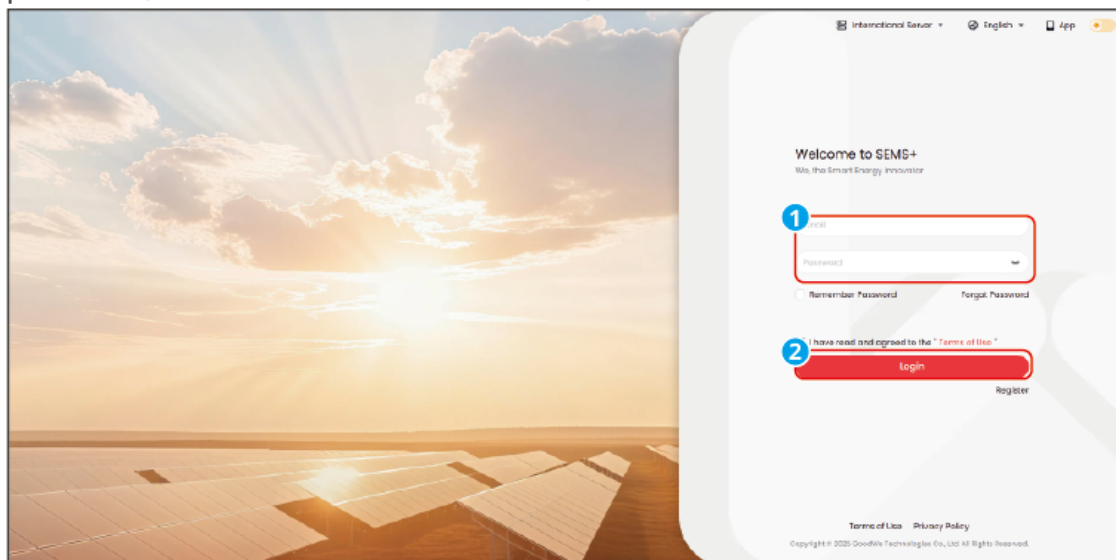 International Server English App
Welcome to SEMS+
We, the Smart Energy Innovator
1
Email
Password
Remember Password Forgot Password
I have read and agreed to the " Terms of Use "
2
Login
Register
Terms of Use Privacy Policy
Copyright © 2025 GoodWe Technologies Co., Ltd All Rights Reserved.